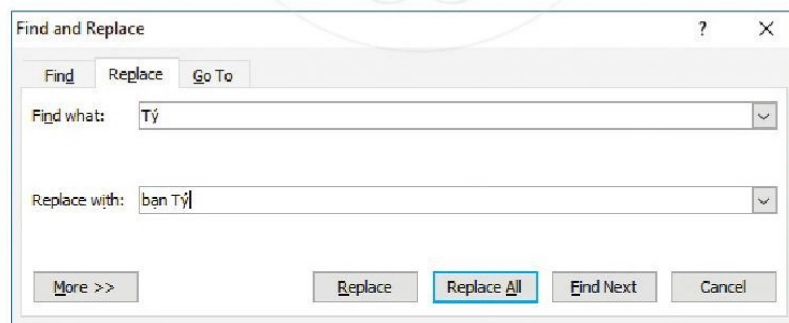 Find and Replace ? X
Find Replace Go To
Find what: Tý
Replace with: bạn Tý
More >> Replace Replace All Find Next Cancel